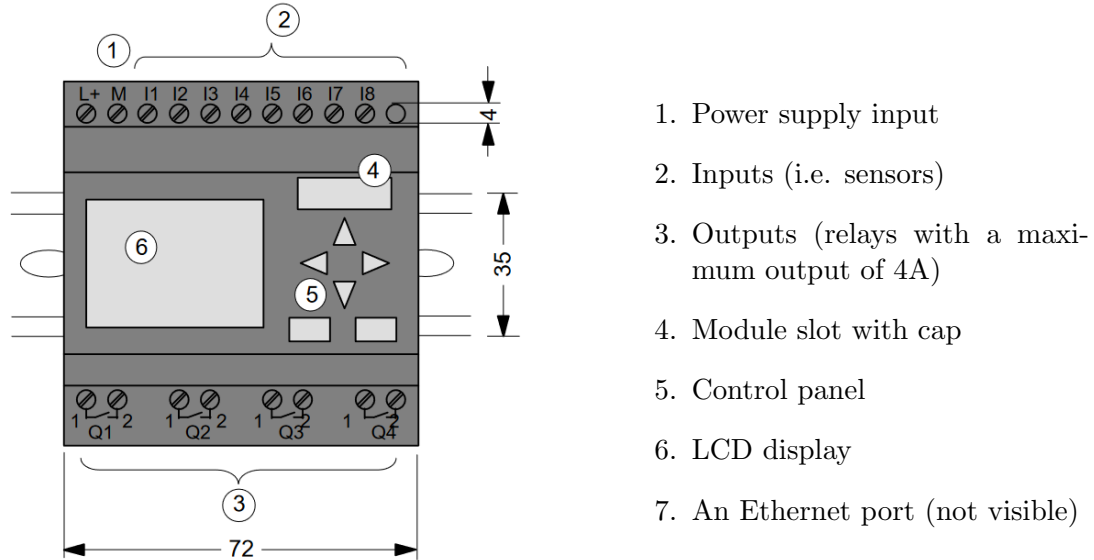 2
1
L+ M I1 I2 I3 I4 I5 I6 I7 I8
4
4
6
35
5
1 2 1 2 1 2 1 2
Q1 Q2 Q3 Q4
3
72
1. Power supply input
2. Inputs (i.e. sensors)
3. Outputs (relays with a maxi-
mum output of 4A)
4. Module slot with cap
5. Control panel
6. LCD display
7. An Ethernet port (not visible)